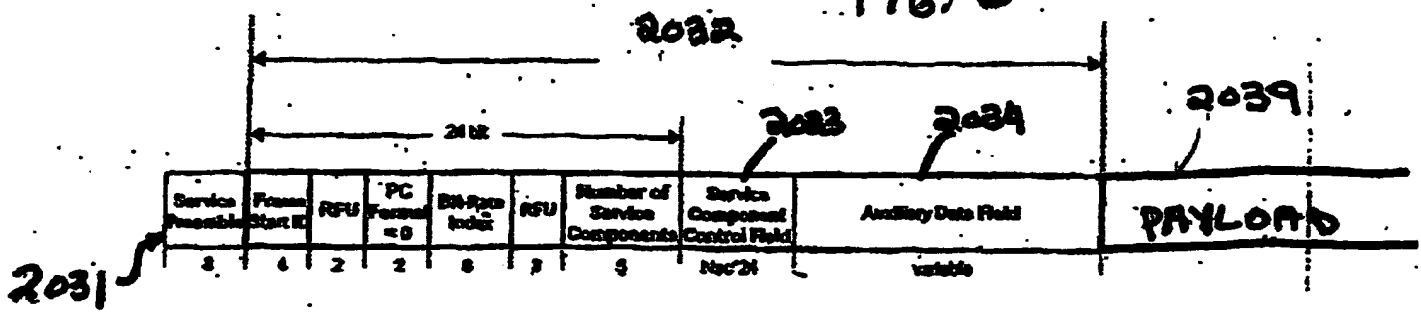 2032
24 bit
2033
2034
2039
Service
Preamble
Frame
Start ID
RFU
PC
Format
= 0
Bit-Rate
Index
RFU
Number of
Service
Components
Service
Component
Control Field
Auxiliary Data Field
PAYLOAD
4
2
2
8
3
5
Nsc*24
variable
2031